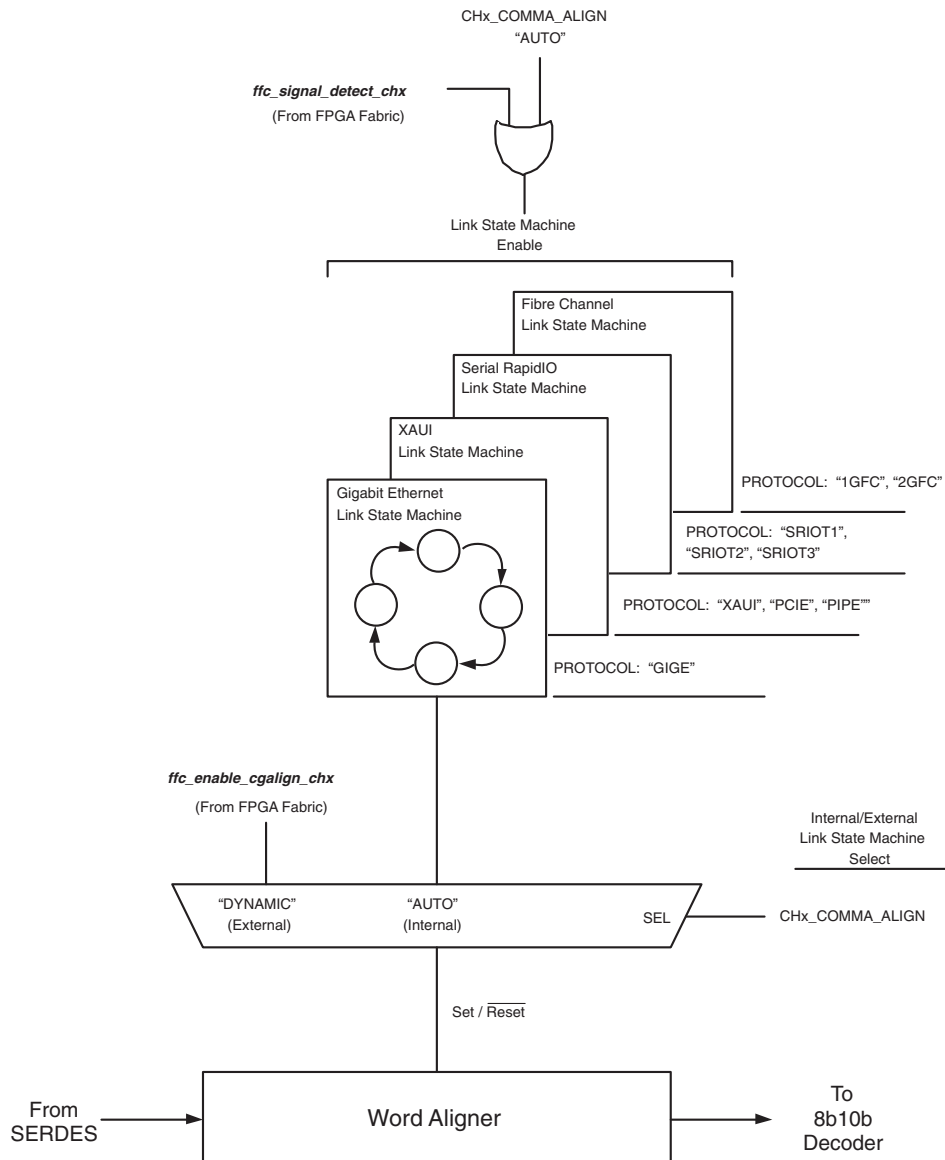 CHx_COMMA_ALIGN
“AUTO”
ffc_signal_detect_chx
(From FPGA Fabric)
Link State Machine
Enable
Fibre Channel
Link State Machine
Serial RapidIO
Link State Machine
XAUI
Link State Machine
Gigabit Ethernet
Link State Machine
PROTOCOL: “1GFC”, “2GFC”
PROTOCOL: “SRIOT1”,
“SRIOT2”, “SRIOT3”
PROTOCOL: “XAUI”, “PCIE”, “PIPE””
PROTOCOL: “GIGE”
ffc_enable_cgalign_chx
(From FPGA Fabric)
Internal/External
Link State Machine
Select
“DYNAMIC”
(External)
“AUTO”
(Internal)
SEL
CHx_COMMA_ALIGN
Set / Reset
From
SERDES
Word Aligner
To
8b10b
Decoder